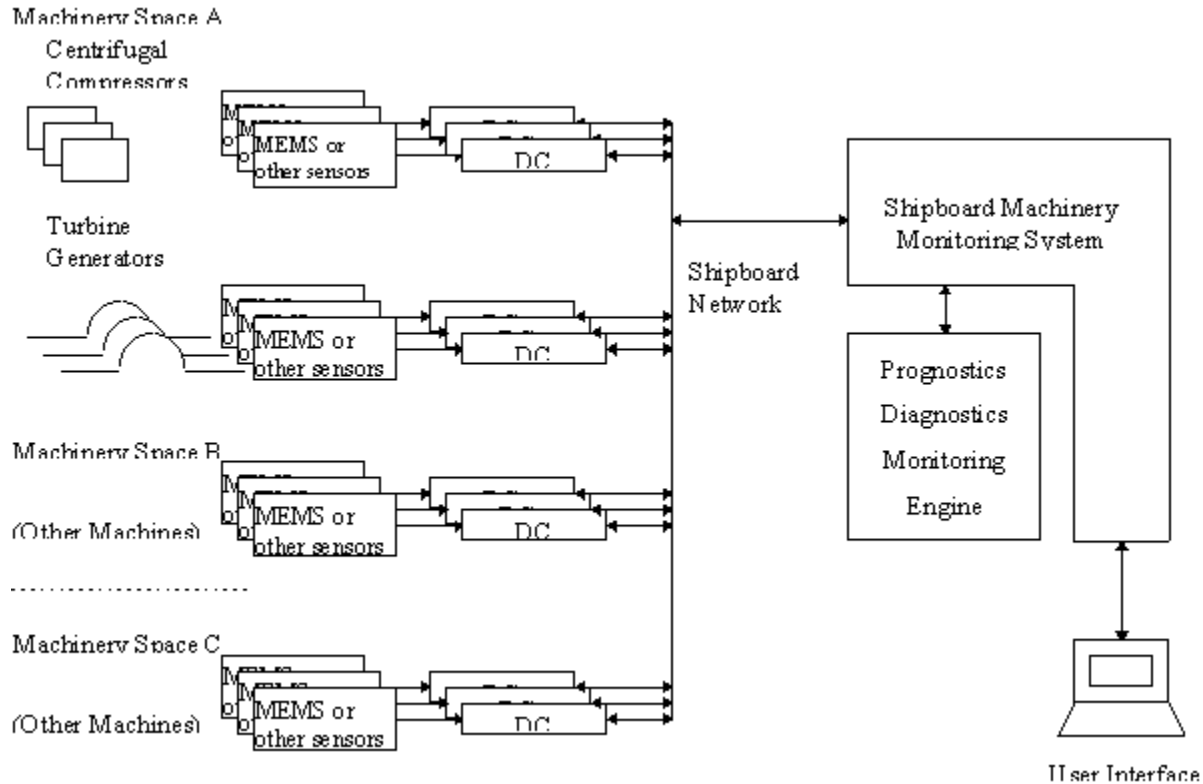 Machinery Space A
Centrifugal
Compressors
MEMS or
other sensors
DC
Turbine
Generators
MEMS or
other sensors
DC
Shipboard
Network
Shipboard Machinery
Monitoring System
Prognostics
Diagnostics
Monitoring
Engine
Machinery Space B
(Other Machines)
MEMS or
other sensors
DC
Machinery Space C
(Other Machines)
MEMS or
other sensors
DC
User Interface